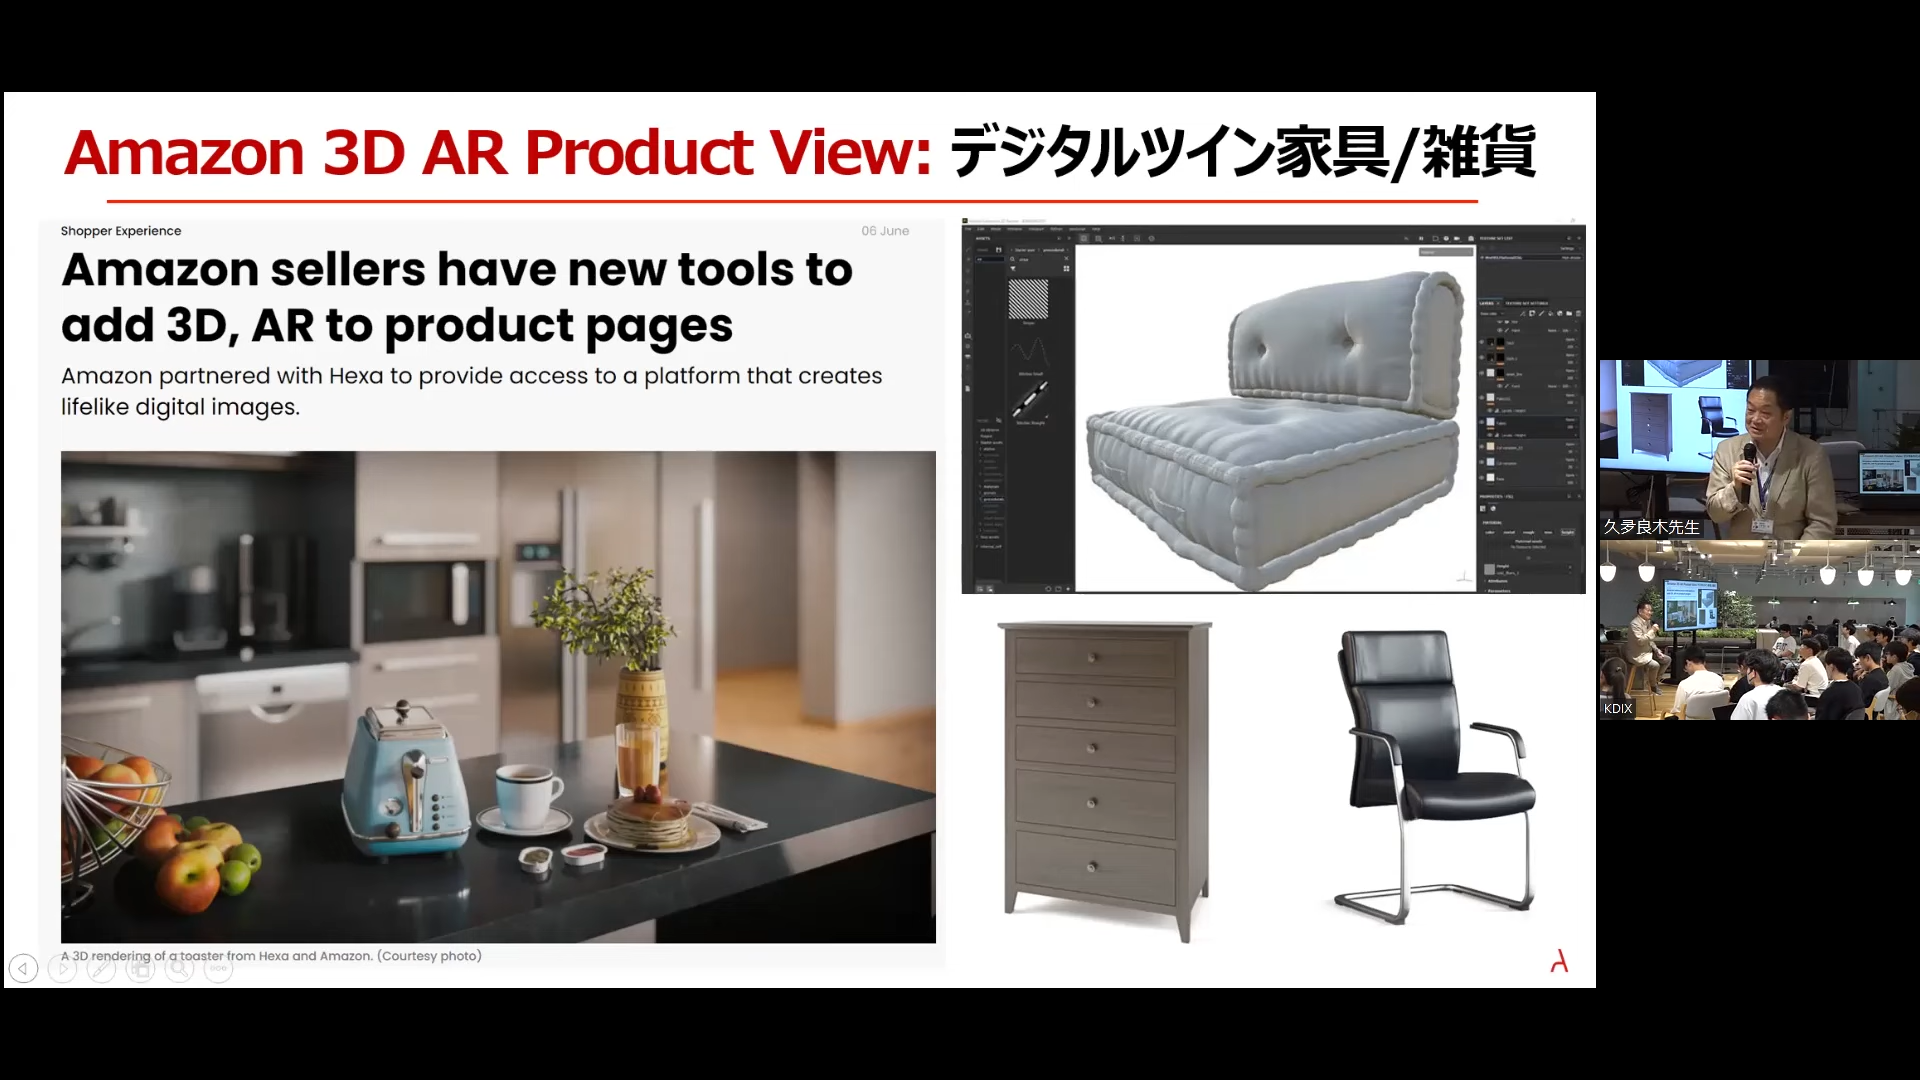 Amazon 3D AR Product View: デジタルツイン家具/雑貨
Shopper Experience
06 June
Amazon sellers have new tools to
add 3D, AR to product pages
Amazon partnered with Hexa to provide access to a platform that creates
lifelike digital images.
A 3D rendering of a toaster from Hexa and Amazon. (Courtesy photo)
久夛良木先生
KDIX